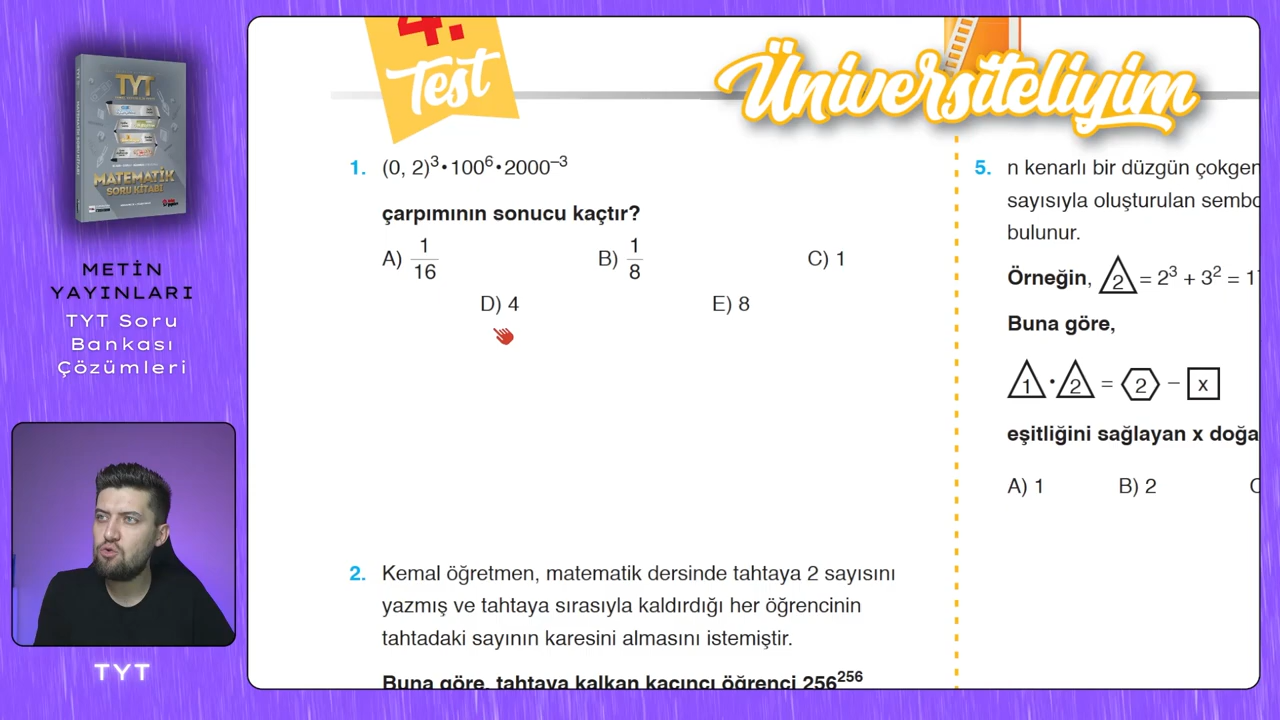 TYT
MATEMATİK
SORU KİTABI
METİN
YAYINLARI
TYT Soru
Bankası
Çözümleri
TYT
4.
Test
Üniversiteliyim
1. (0, 2)³•100⁶•2000⁻³
çarpımının sonucu kaçtır?
A) 1/16 B) 1/8 C) 1
D) 4 E) 8
2. Kemal öğretmen, matematik dersinde tahtaya 2 sayısını
yazmış ve tahtaya sırasıyla kaldırdığı her öğrencinin
tahtadaki sayının karesini almasını istemiştir.
Buna göre, tahtaya kalkan kaçıncı öğrenci 256²⁵⁶
5. n kenarlı bir düzgün çokgen
sayısıyla oluşturulan sembo
bulunur.
Örneğin, 2 = 2³ + 3² = 1
Buna göre,
1 • 2 = 2 − x
eşitliğini sağlayan x doğa
A) 1 B) 2